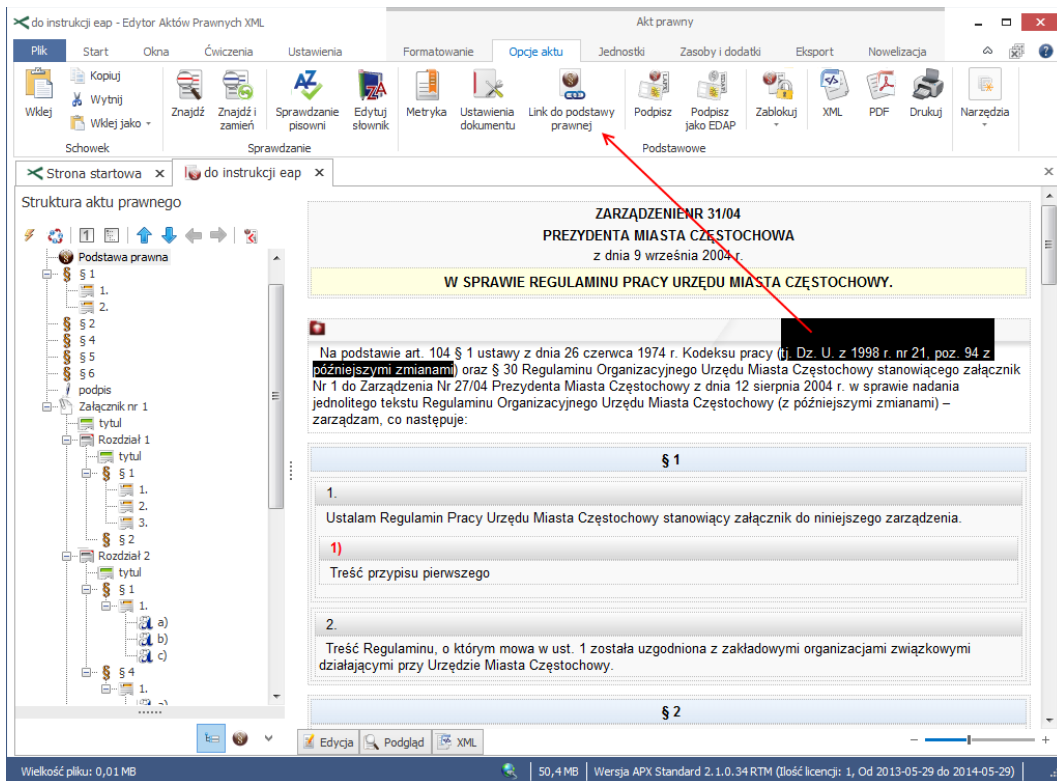 do instrukcji eap - Edytor Aktów Prawnych XML
Akt prawny
Plik Start Okna Ćwiczenia Ustawienia Formatowanie Opcje aktu Jednostki Zasoby i dodatki Eksport Nowelizacja
Wklej
Kopiuj
Wytnij
Wklej jako
Znajdź
Znajdź i zamień
Sprawdzanie pisowni
Edytuj słownik
Metryka
Ustawienia dokumentu
Link do podstawy prawnej
Podpisz
Podpisz jako EDAP
Zablokuj
XML
PDF
Drukuj
Narzędzia
Schowek Sprawdzanie Podstawowe
Strona startowa x do instrukcji eap x
Struktura aktu prawnego
Podstawa prawna
§ 1
1.
2.
§ 2
§ 4
§ 5
§ 6
podpis
Załącznik nr 1
tytul
Rozdział 1
tytul
§ 1
1.
2.
3.
§ 2
Rozdział 2
tytul
§ 1
1.
a)
b)
c)
§ 4
1.
ZARZĄDZENIENR 31/04
PREZYDENTA MIASTA CZĘSTOCHOWA
z dnia 9 września 2004 r.
W SPRAWIE REGULAMINU PRACY URZĘDU MIASTA CZĘSTOCHOWY.
Na podstawie art. 104 § 1 ustawy z dnia 26 czerwca 1974 r. Kodeksu pracy (tj. Dz. U. z 1998 r. nr 21, poz. 94 z
późniejszymi zmianami) oraz § 30 Regulaminu Organizacyjnego Urzędu Miasta Częstochowy stanowiącego załącznik
Nr 1 do Zarządzenia Nr 27/04 Prezydenta Miasta Częstochowy z dnia 12 sierpnia 2004 r. w sprawie nadania
jednolitego tekstu Regulaminu Organizacyjnego Urzędu Miasta Częstochowy (z późniejszymi zmianami) –
zarządzam, co następuje:
§ 1
1.
Ustalam Regulamin Pracy Urzędu Miasta Częstochowy stanowiący załącznik do niniejszego zarządzenia.
1)
Treść przypisu pierwszego
2.
Treść Regulaminu, o którym mowa w ust. 1 została uzgodniona z zakładowymi organizacjami związkowymi
działającymi przy Urzędzie Miasta Częstochowy.
§ 2
Edycja Podgląd XML
Wielkość pliku: 0,01 MB 50,4 MB Wersja APX Standard 2.1.0.34 RTM (Ilość licencji: 1, Od 2013-05-29 do 2014-05-29)